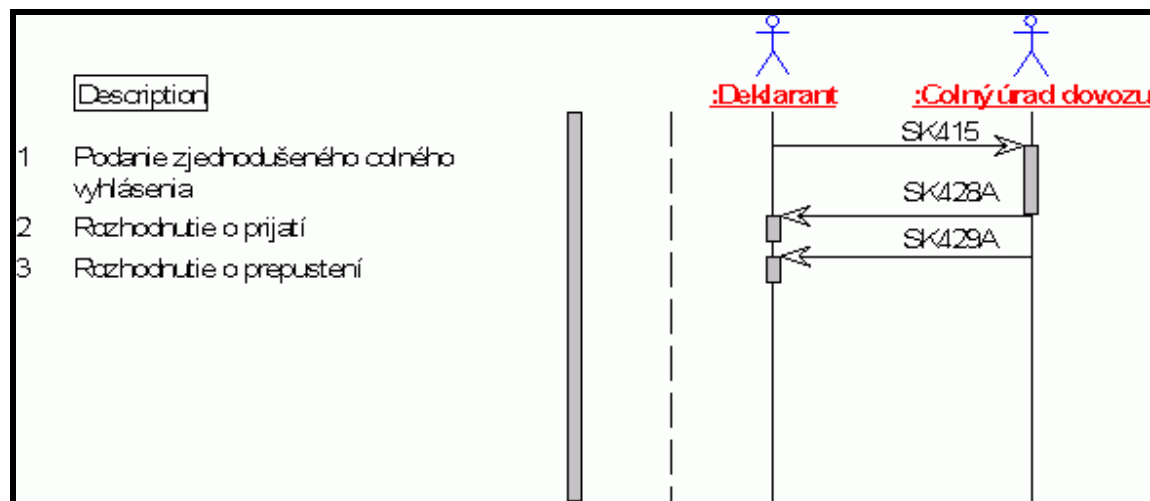 Description
:Deklarant
:Colný úrad dovozu
1 Podanie zjednodušeného colného
vyhlásenia
2 Rozhodnutie o prijatí
3 Rozhodnutie o prepustení
SK415
SK428A
SK429A